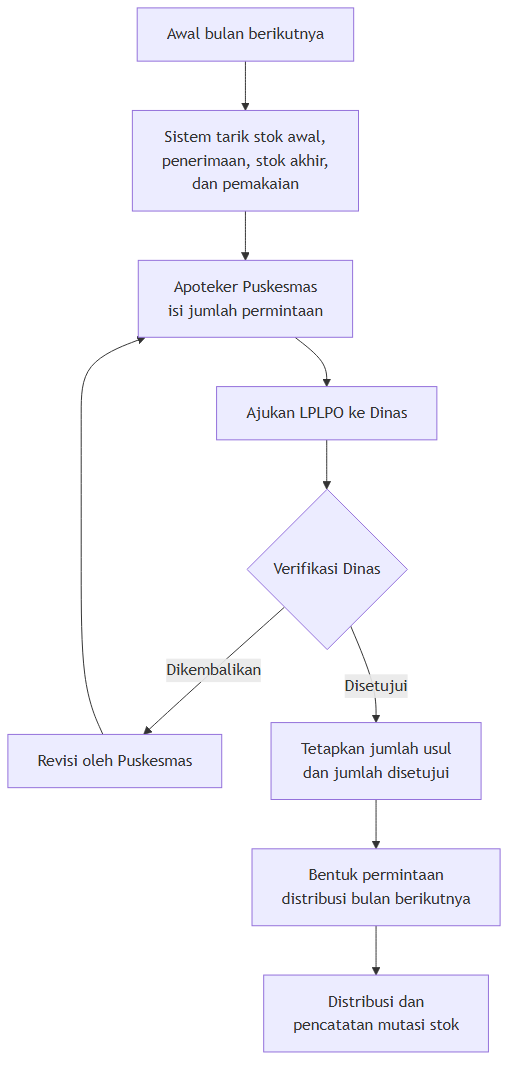 Awal bulan berikutnya
Sistem tarik stok awal,
penerimaan, stok akhir,
dan pemakaian
Apoteker Puskesmas
isi jumlah permintaan
Ajukan LPLPO ke Dinas
Verifikasi Dinas
Dikembalikan
Disetujui
Revisi oleh Puskesmas
Tetapkan jumlah usul
dan jumlah disetujui
Bentuk permintaan
distribusi bulan berikutnya
Distribusi dan
pencatatan mutasi stok